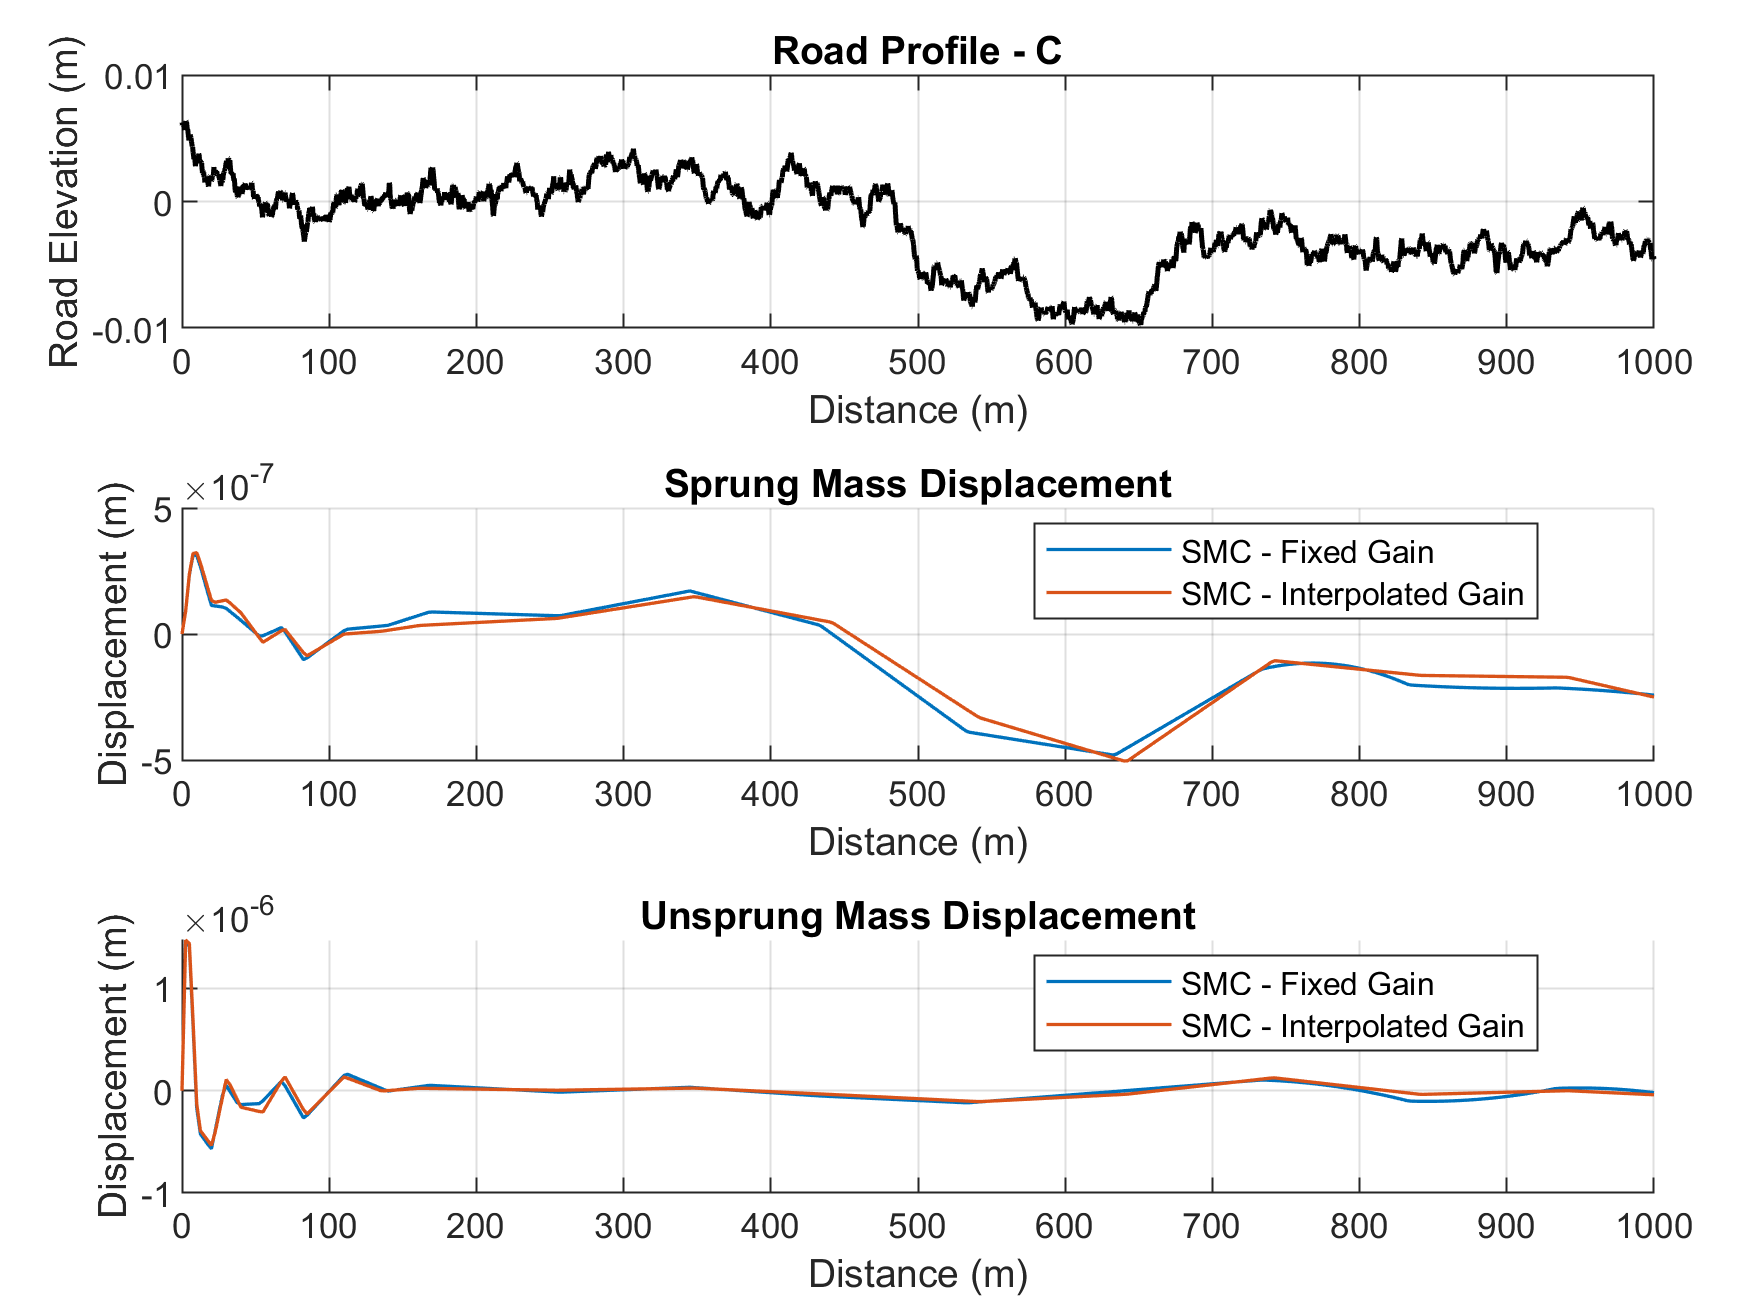 Road Profile - C
Road Elevation (m)
0.01
0
-0.01
0 100 200 300 400 500 600 700 800 900 1000
Distance (m)
Sprung Mass Displacement
×10-7
Displacement (m)
5
0
-5
SMC - Fixed Gain
SMC - Interpolated Gain
0 100 200 300 400 500 600 700 800 900 1000
Distance (m)
Unsprung Mass Displacement
×10-6
Displacement (m)
1
0
-1
SMC - Fixed Gain
SMC - Interpolated Gain
0 100 200 300 400 500 600 700 800 900 1000
Distance (m)